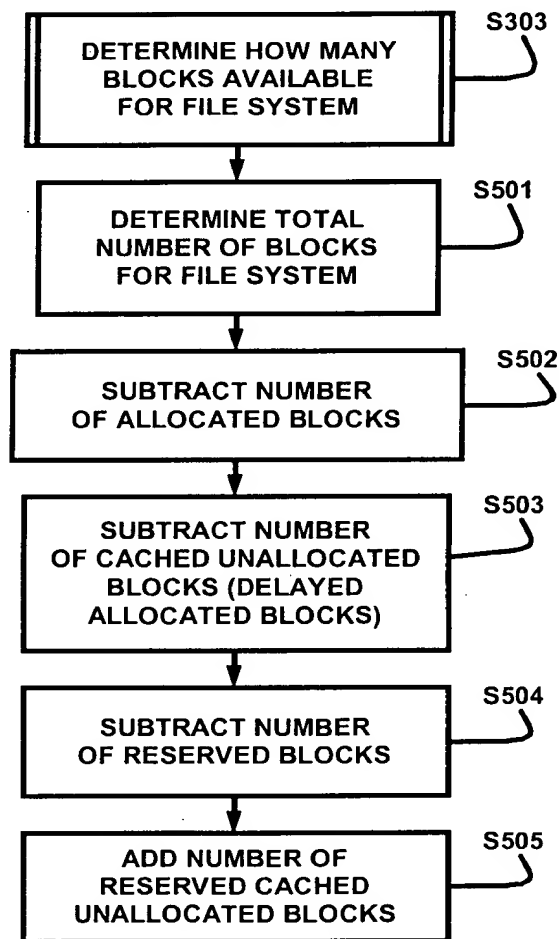 S303
DETERMINE HOW MANY
BLOCKS AVAILABLE
FOR FILE SYSTEM
S501
DETERMINE TOTAL
NUMBER OF BLOCKS
FOR FILE SYSTEM
S502
SUBTRACT NUMBER
OF ALLOCATED BLOCKS
S503
SUBTRACT NUMBER
OF CACHED UNALLOCATED
BLOCKS (DELAYED
ALLOCATED BLOCKS)
S504
SUBTRACT NUMBER
OF RESERVED BLOCKS
S505
ADD NUMBER OF
RESERVED CACHED
UNALLOCATED BLOCKS